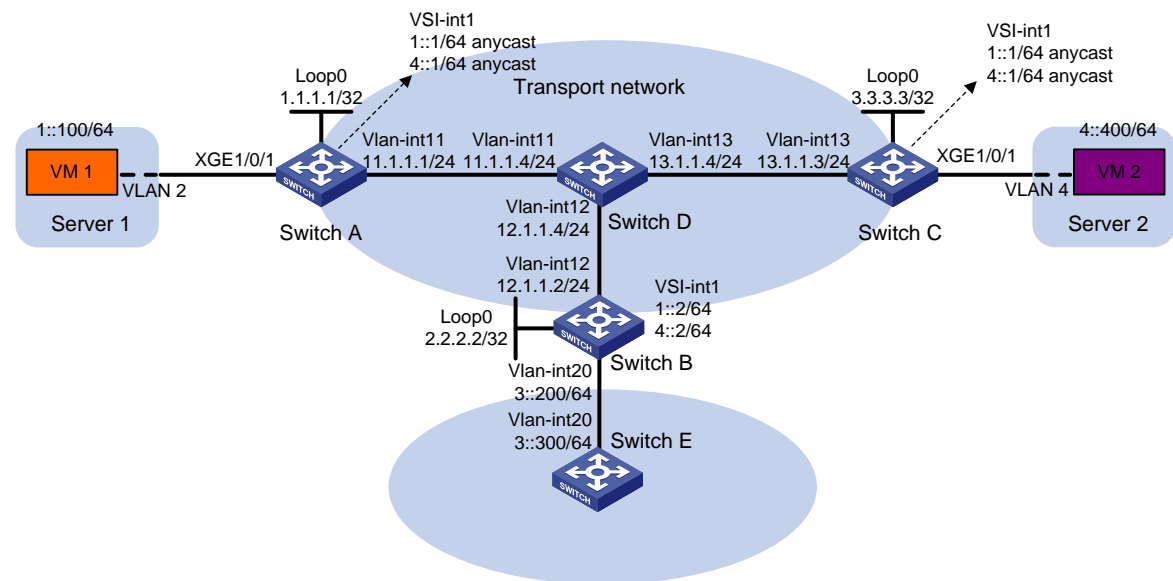 VSI-int1
1::1/64 anycast
4::1/64 anycast
VSI-int1
1::1/64 anycast
4::1/64 anycast
Loop0
1.1.1.1/32
Transport network
Loop0
3.3.3.3/32
1::100/64
VM 1
VLAN 2
Server 1
XGE1/0/1
SWITCH
Switch A
Vlan-int11
11.1.1.1/24
Vlan-int11
11.1.1.4/24
SWITCH
Switch D
Vlan-int13
13.1.1.4/24
Vlan-int13
13.1.1.3/24
SWITCH
Switch C
XGE1/0/1
4::400/64
VM 2
VLAN 4
Server 2
Vlan-int12
12.1.1.4/24
Vlan-int12
12.1.1.2/24
VSI-int1
1::2/64
4::2/64
Loop0
2.2.2.2/32
SWITCH
Switch B
Vlan-int20
3::200/64
Vlan-int20
3::300/64
Switch E
SWITCH